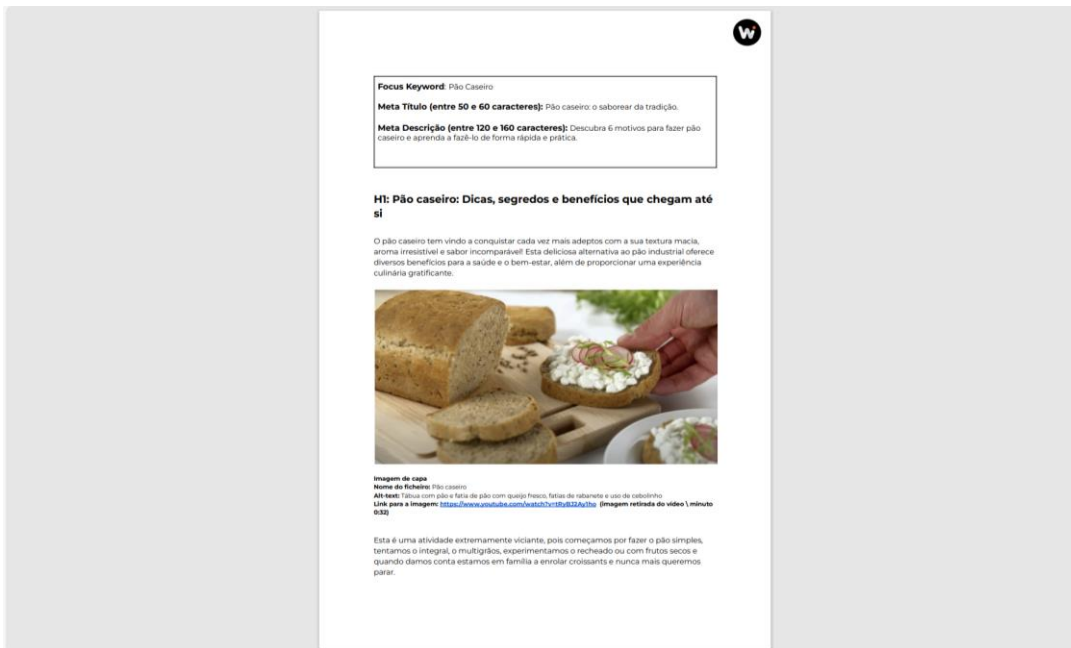 W
Focus Keyword: Pão Caseiro
Meta Título (entre 50 e 60 caracteres): Pão caseiro: o saborear da tradição.
Meta Descrição (entre 120 e 160 caracteres): Descubra 6 motivos para fazer pão
caseiro e aprenda a fazê-lo de forma rápida e prática.
H1: Pão caseiro: Dicas, segredos e benefícios que chegam até
si
O pão caseiro tem vindo a conquistar cada vez mais adeptos com a sua textura macia,
aroma irresistível e sabor incomparável! Esta deliciosa alternativa ao pão industrial oferece
diversos benefícios para a saúde e o bem-estar, além de proporcionar uma experiência
culinária gratificante.
Imagem de capa
Nome do ficheiro: Pão caseiro
Alt-text: Tábua com pão e fatia de pão com queijo fresco, fatias de rabanete e uso de cebolinho
Link para a imagem: https://www.youtube.com/watch?v=tRyBJ2Ay1ho (imagem retirada do vídeo \ minuto
0:32)
Esta é uma atividade extremamente viciante, pois começamos por fazer o pão simples,
tentamos o integral, o multigrãos, experimentamos o recheado ou com frutos secos e
quando damos conta estamos em família a enrolar croissants e nunca mais queremos
parar.